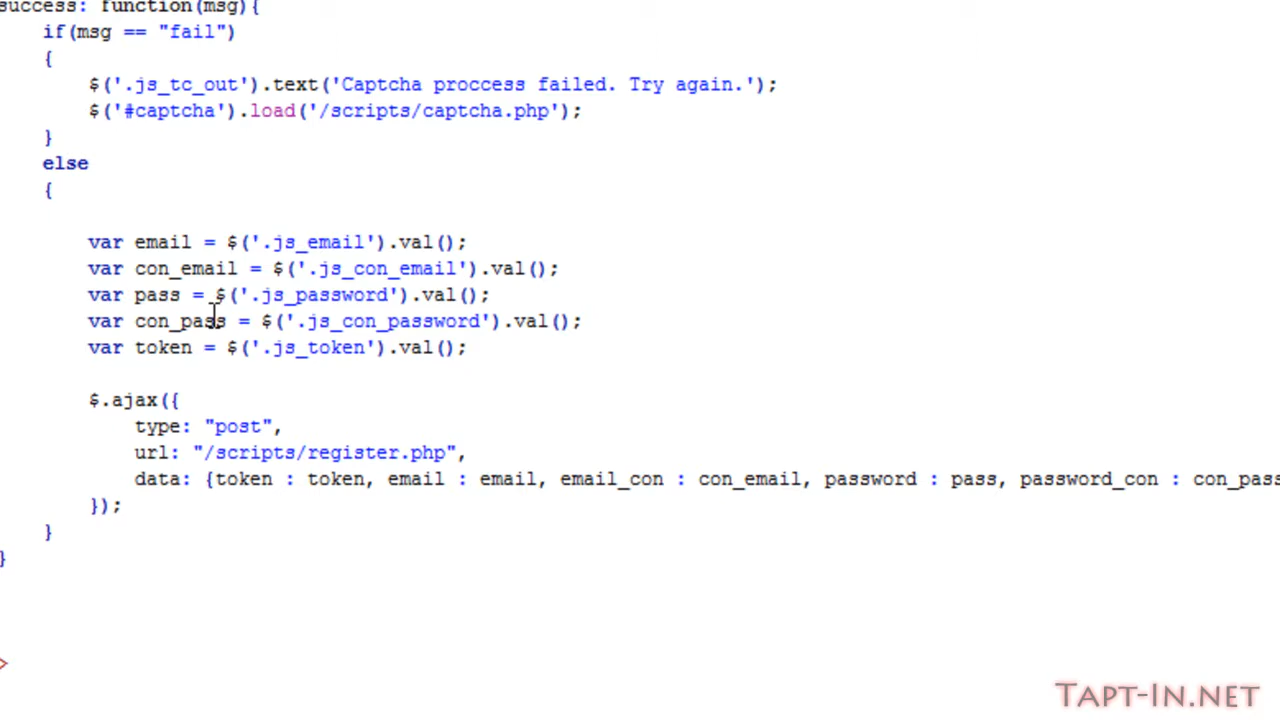 success: function(msg){
if(msg == "fail")
{
$('.js_tc_out').text('Captcha proccess failed. Try again.');
$('#captcha').load('/scripts/captcha.php');
}
else
{
var email = $('.js_email').val();
var con_email = $('.js_con_email').val();
var pass = $('.js_password').val();
var con_pass = $('.js_con_password').val();
var token = $('.js_token').val();
$.ajax({
type: "post",
url: "/scripts/register.php",
data: {token : token, email : email, email_con : con_email, password : pass, password_con : con_pass
});
}
}
>
Tapt-In.net